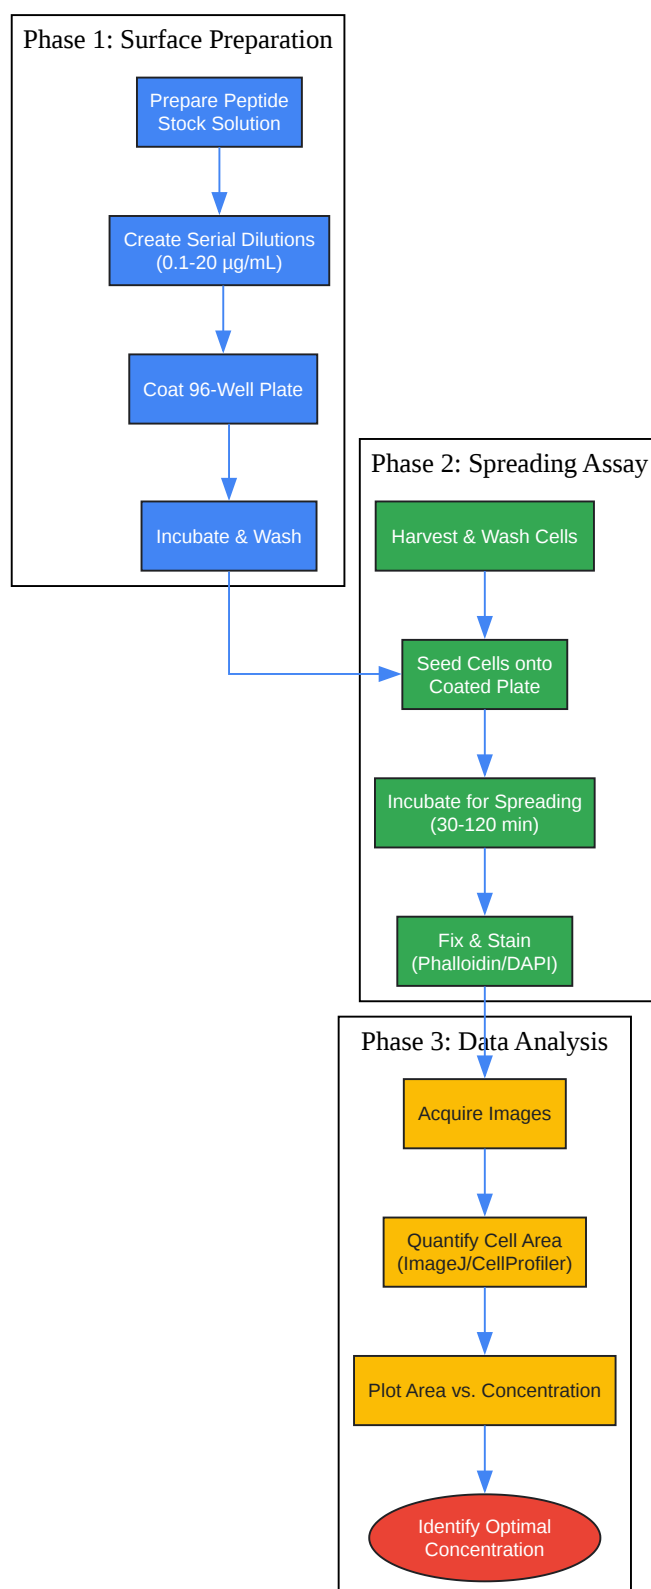 Phase 1: Surface Preparation
Prepare Peptide
Stock Solution
Create Serial Dilutions
(0.1-20 µg/mL)
Coat 96-Well Plate
Incubate & Wash
Phase 2: Spreading Assay
Harvest & Wash Cells
Seed Cells onto
Coated Plate
Incubate for Spreading
(30-120 min)
Fix & Stain
(Phalloidin/DAPI)
Phase 3: Data Analysis
Acquire Images
Quantify Cell Area
(ImageJ/CellProfiler)
Plot Area vs. Concentration
Identify Optimal
Concentration